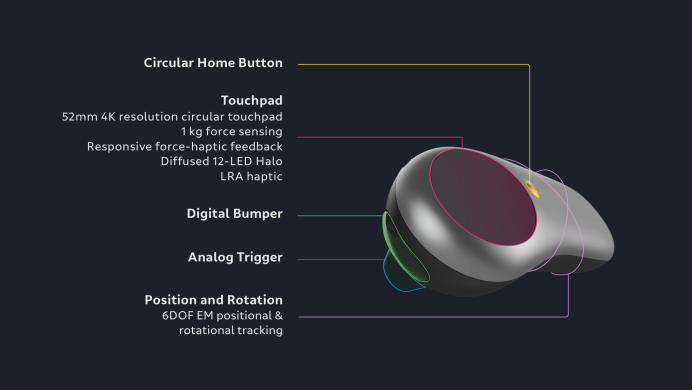 Circular Home Button
Touchpad
52mm 4K resolution circular touchpad
1 kg force sensing
Responsive force-haptic feedback
Diffused 12-LED Halo
LRA haptic
Digital Bumper
Analog Trigger
Position and Rotation
6DOF EM positional &
rotational tracking